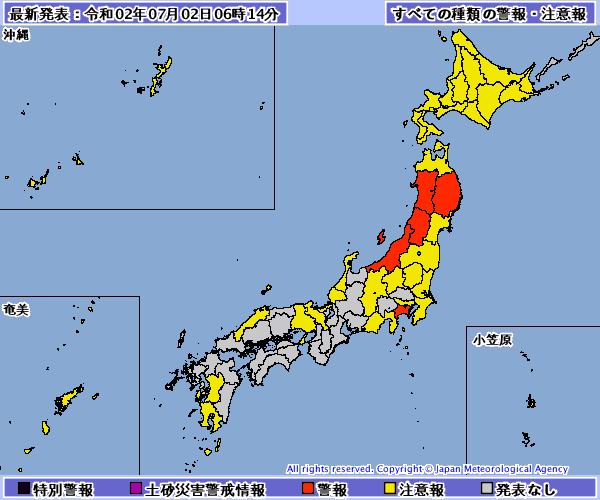 最新発表：令和02年07月02日06時14分
すべての種類の警報・注意報
沖縄
奄美
小笠原
All rights reserved. Copyright © Japan Meteorological Agency
特別警報 土砂災害警戒情報 警報 注意報 発表なし